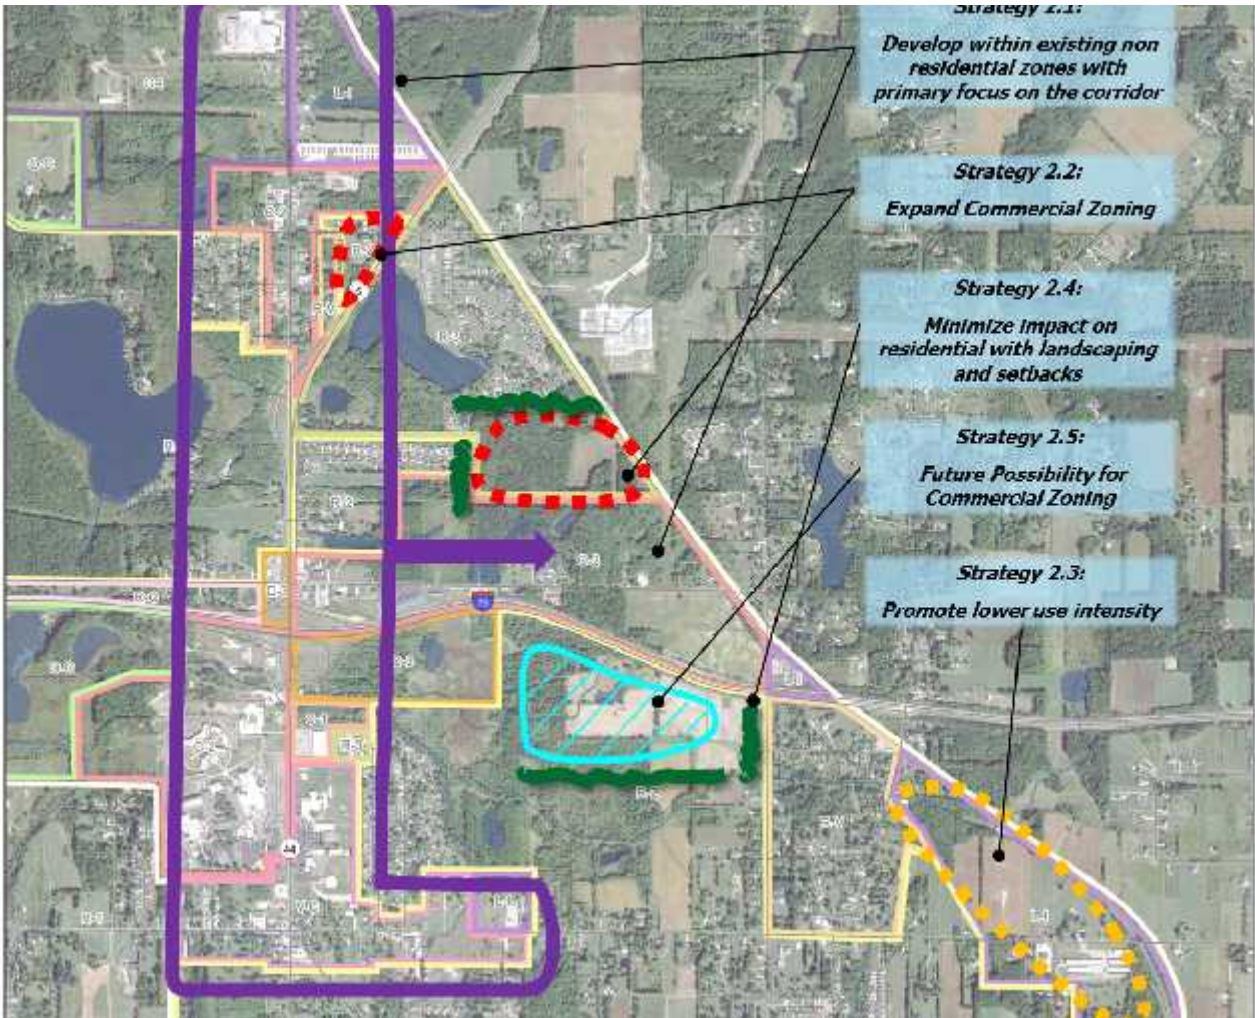 Strategy 2.1:
Develop within existing non
residential zones with
primary focus on the corridor
Strategy 2.2:
Expand Commercial Zoning
Strategy 2.4:
Minimize impact on
residential with landscaping
and setbacks
Strategy 2.5:
Future Possibility for
Commercial Zoning
Strategy 2.3:
Promote lower use intensity
L-I
R-2
L-I